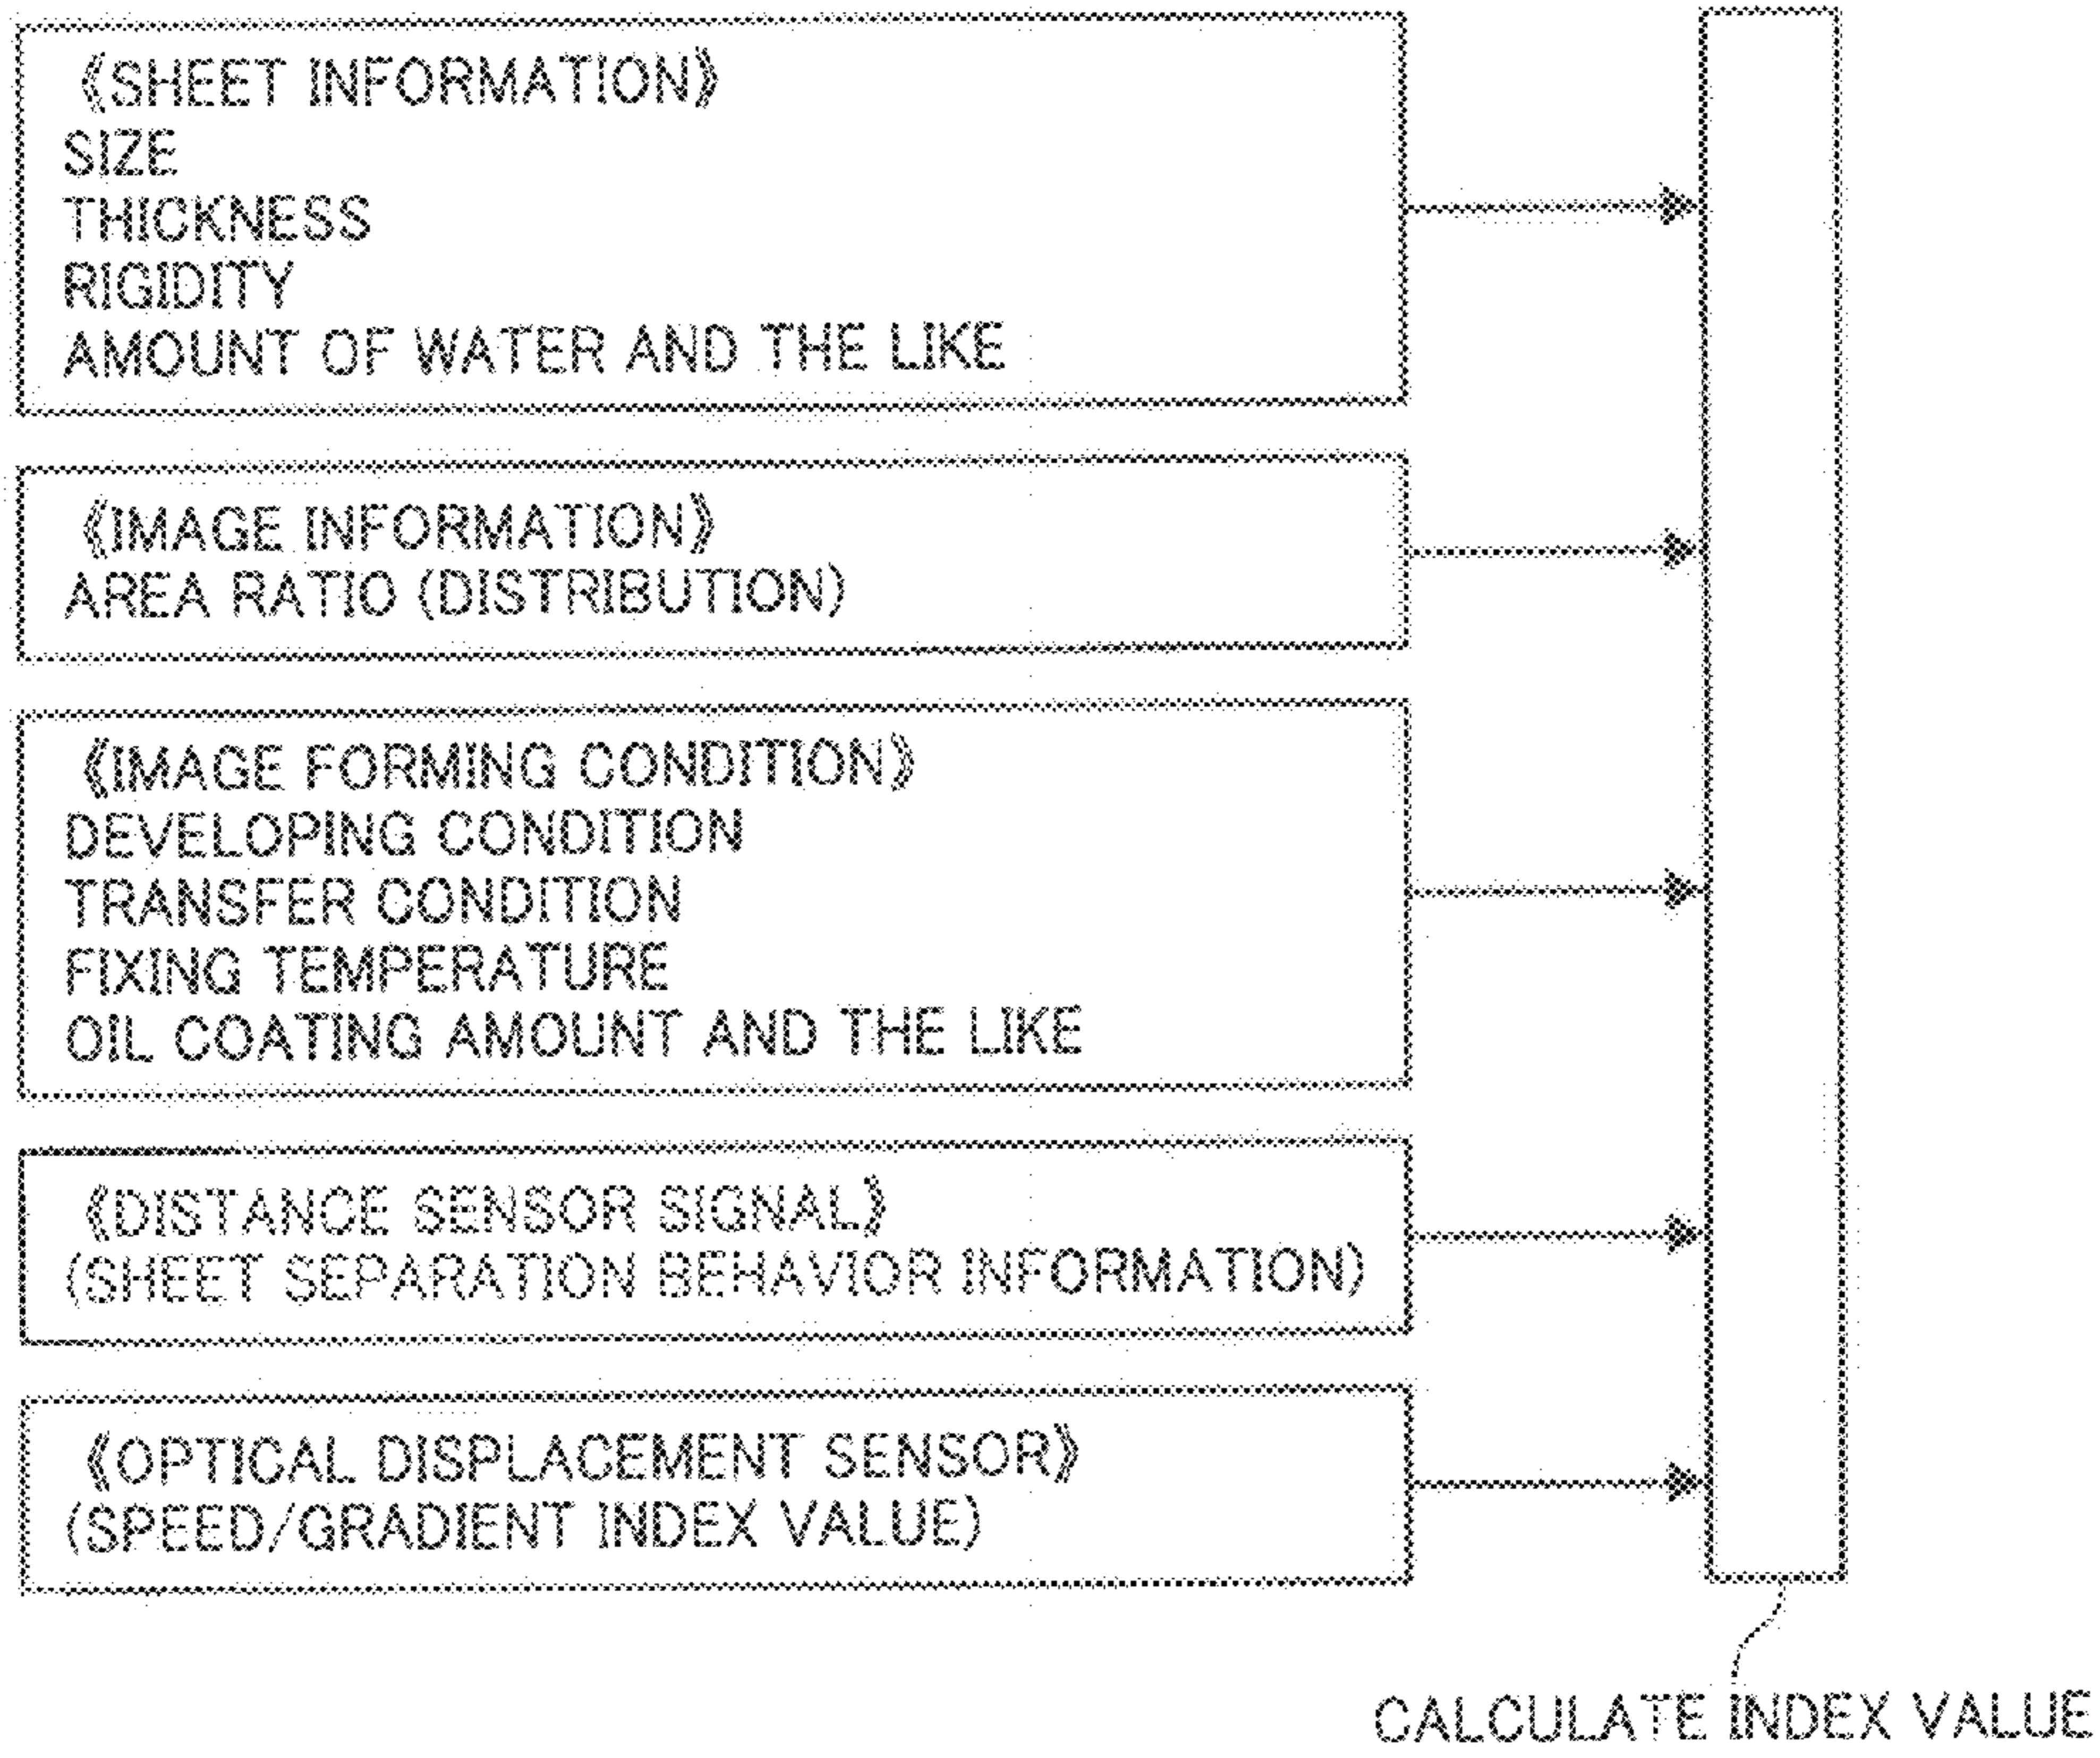 《SHEET INFORMATION》
SIZE
THICKNESS
RIGIDITY
AMOUNT OF WATER AND THE LIKE
《IMAGE INFORMATION》
AREA RATIO (DISTRIBUTION)
《IMAGE FORMING CONDITION》
DEVELOPING CONDITION
TRANSFER CONDITION
FIXING TEMPERATURE
OIL COATING AMOUNT AND THE LIKE
《DISTANCE SENSOR SIGNAL》
(SHEET SEPARATION BEHAVIOR INFORMATION)
《OPTICAL DISPLACEMENT SENSOR》
(SPEED/GRADIENT INDEX VALUE)
CALCULATE INDEX VALUE